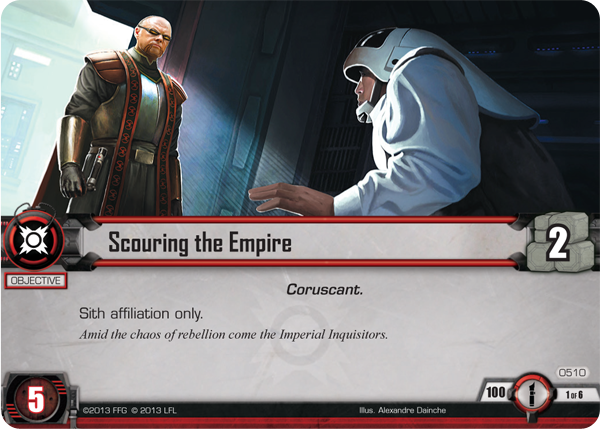 Scouring the Empire
2
OBJECTIVE
Coruscant.
Sith affiliation only.
Amid the chaos of rebellion come the Imperial Inquisitors.
0510
5
100
1 OF 6
©2013 FFG © 2013 LFL
Illus. Alexandre Dainche